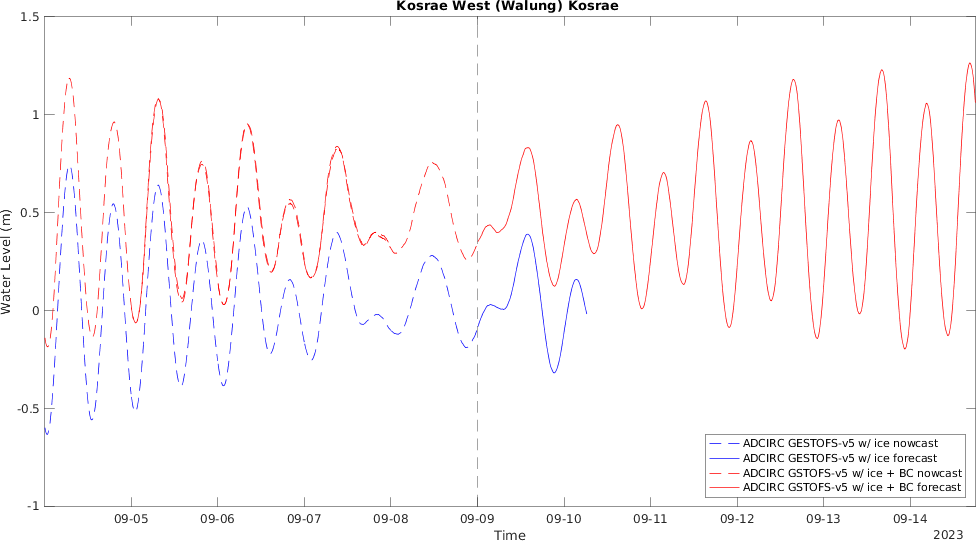 Kosrae West (Walung) Kosrae
1.5
1
0.5
0
-0.5
-1
Water Level (m)
ADCIRC GESTOFS-v5 w/ ice nowcast
ADCIRC GESTOFS-v5 w/ ice forecast
ADCIRC GSTOFS-v5 w/ ice + BC nowcast
ADCIRC GSTOFS-v5 w/ ice + BC forecast
09-05 09-06 09-07 09-08 09-09 09-10 09-11 09-12 09-13 09-14
Time
2023